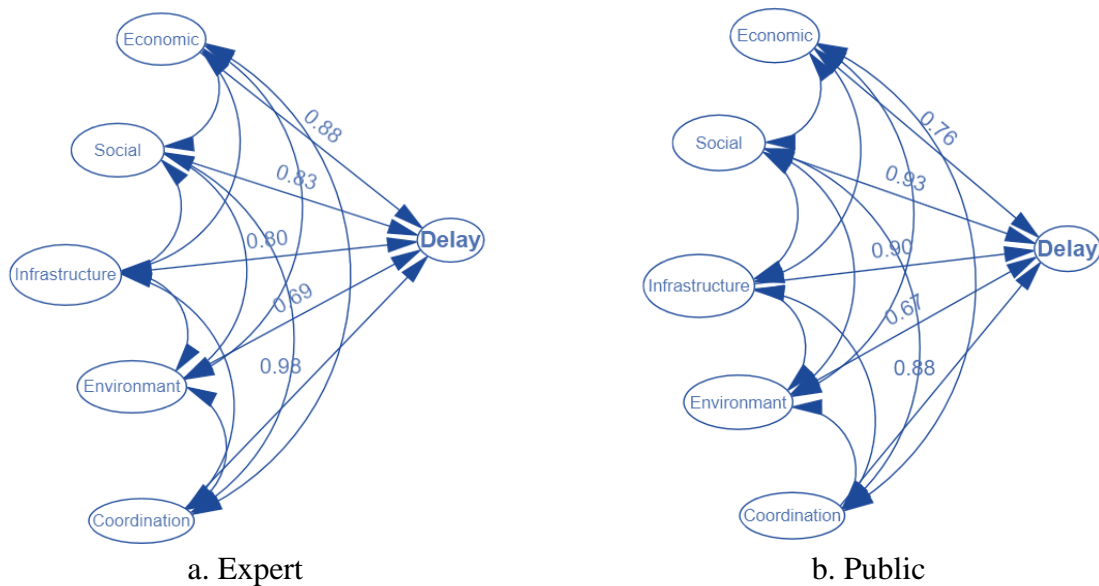 Economic
Social
Infrastructure
Environmant
Coordination
0.88
0.83
0.80
0.69
0.98
Delay
a. Expert
Economic
Social
Infrastructure
Environmant
Coordination
0.76
0.93
0.90
0.67
0.88
Delay
b. Public